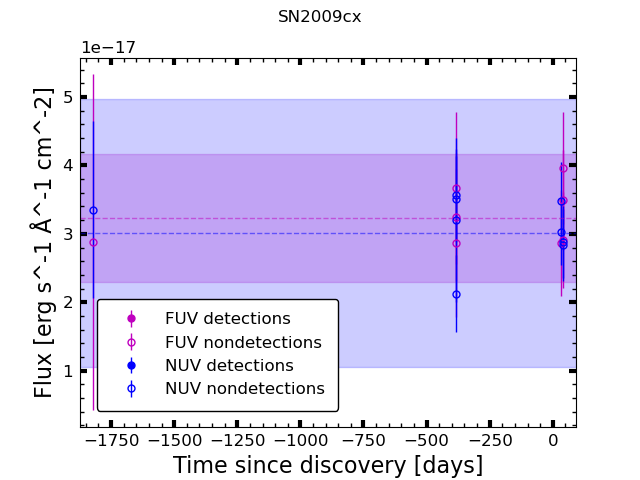 SN2009cx
1e−17
5
4
3
2
1
Flux [erg s^-1 Å^-1 cm^-2]
FUV detections
FUV nondetections
NUV detections
NUV nondetections
−1750 −1500 −1250 −1000 −750 −500 −250 0
Time since discovery [days]